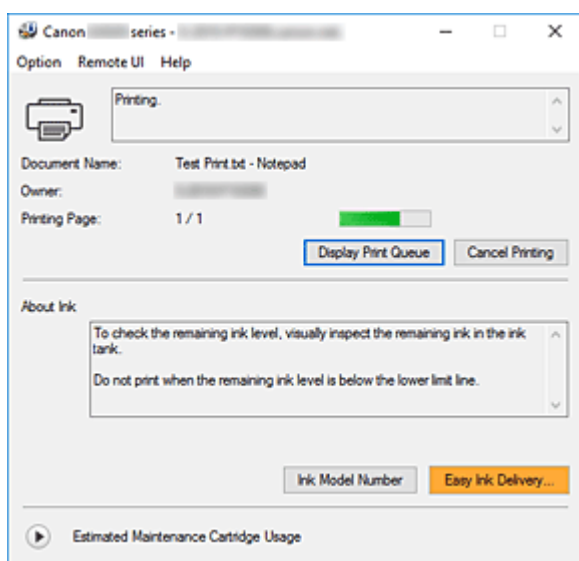 Canon series -
Option Remote UI Help
Printing.
Document Name: Test Print.txt - Notepad
Owner:
Printing Page: 1 / 1
Display Print Queue Cancel Printing
About Ink
To check the remaining ink level, visually inspect the remaining ink in the ink
tank.
Do not print when the remaining ink level is below the lower limit line.
Ink Model Number Easy Ink Delivery...
Estimated Maintenance Cartridge Usage